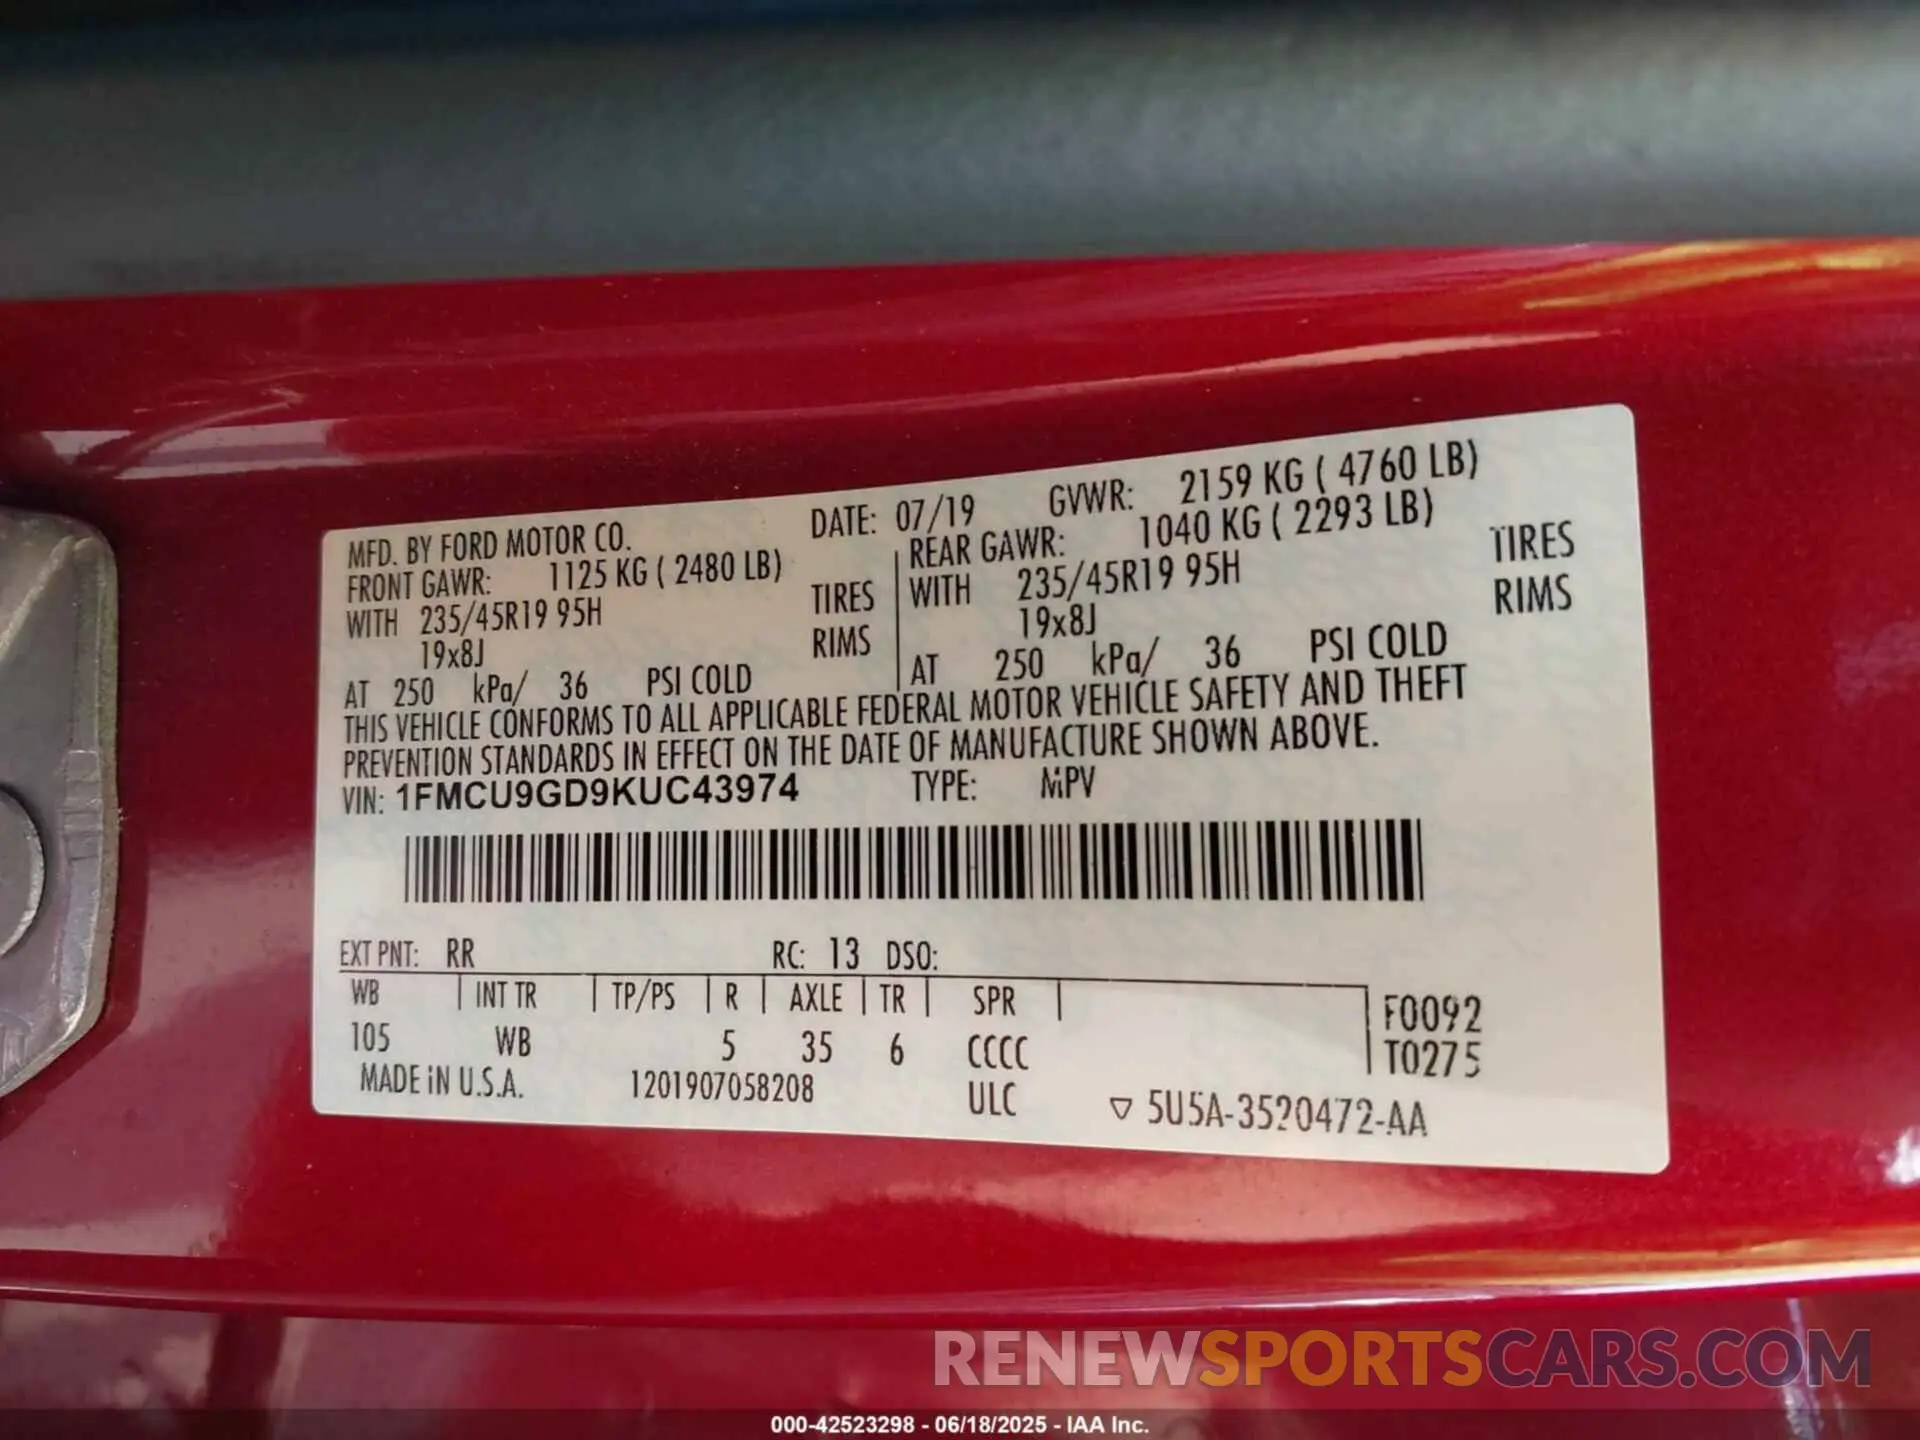 MFD. BY FORD MOTOR CO. DATE: 07/19 GVWR: 2159 KG ( 4760 LB)
FRONT GAWR: 1125 KG ( 2480 LB) REAR GAWR: 1040 KG ( 2293 LB)
WITH 235/45R19 95H TIRES WITH 235/45R19 95H TIRES
19x8J RIMS 19x8J RIMS
AT 250 kPa/ 36 PSI COLD AT 250 kPa/ 36 PSI COLD
THIS VEHICLE CONFORMS TO ALL APPLICABLE FEDERAL MOTOR VEHICLE SAFETY AND THEFT
PREVENTION STANDARDS IN EFFECT ON THE DATE OF MANUFACTURE SHOWN ABOVE.
VIN: 1FMCU9GD9KUC43974 TYPE: MPV
EXT PNT: RR RC: 13 DSO:
WB INT TR TP/PS R AXLE TR SPR F0092
105 WB 5 35 6 CCCC T0275
MADE IN U.S.A. 1201907058208 ULC ▽ 5U5A-3520472-AA
RENEWSPORTSCARS.COM
000-42523298 - 06/18/2025 - IAA Inc.